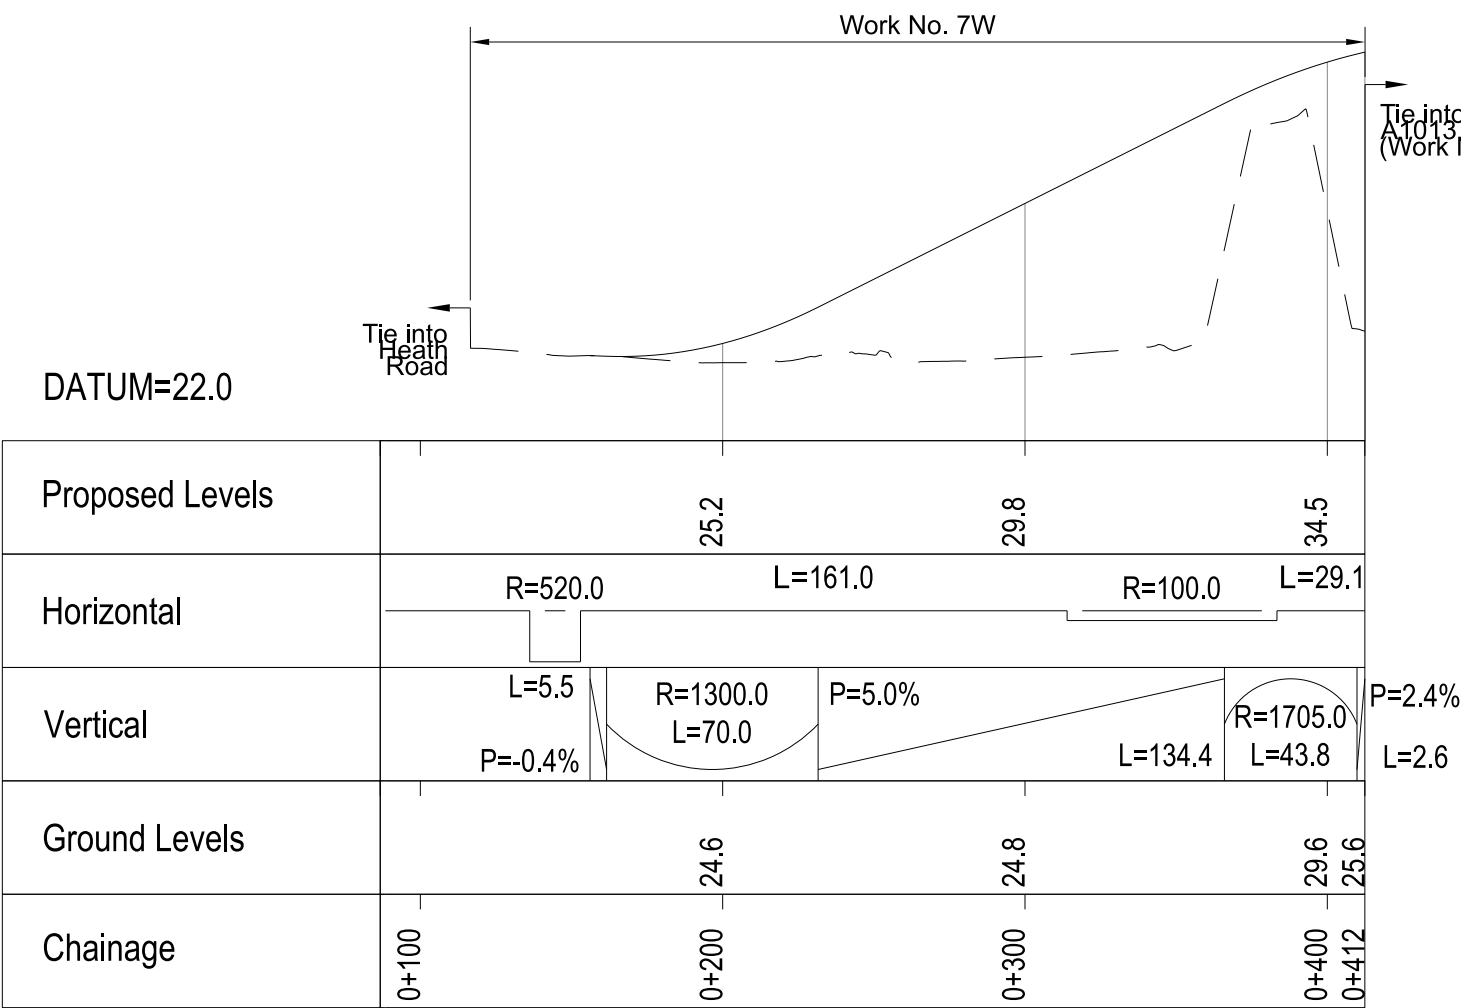 Work No. 7W
Tie into
A1013
(Work
Tie into
Heath
Road
DATUM=22.0
Proposed Levels
25.2
29.8
34.5
Horizontal
R=520.0
L=161.0
R=100.0
L=29.1
Vertical
L=5.5
P=-0.4%
R=1300.0
L=70.0
P=5.0%
L=134.4
R=1705.0
L=43.8
P=2.4%
L=2.6
Ground Levels
24.6
24.8
29.6
25.6
Chainage
0+100
0+200
0+300
0+400
0+412